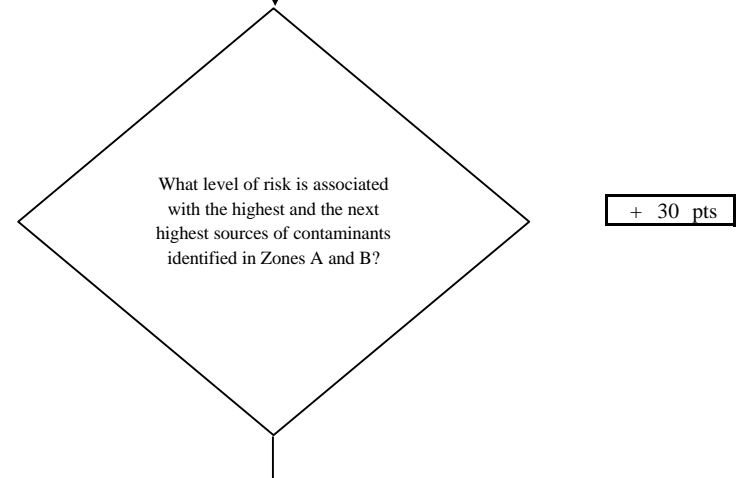 What level of risk is associated
with the highest and the next
highest sources of contaminants
identified in Zones A and B?
+ 30 pts